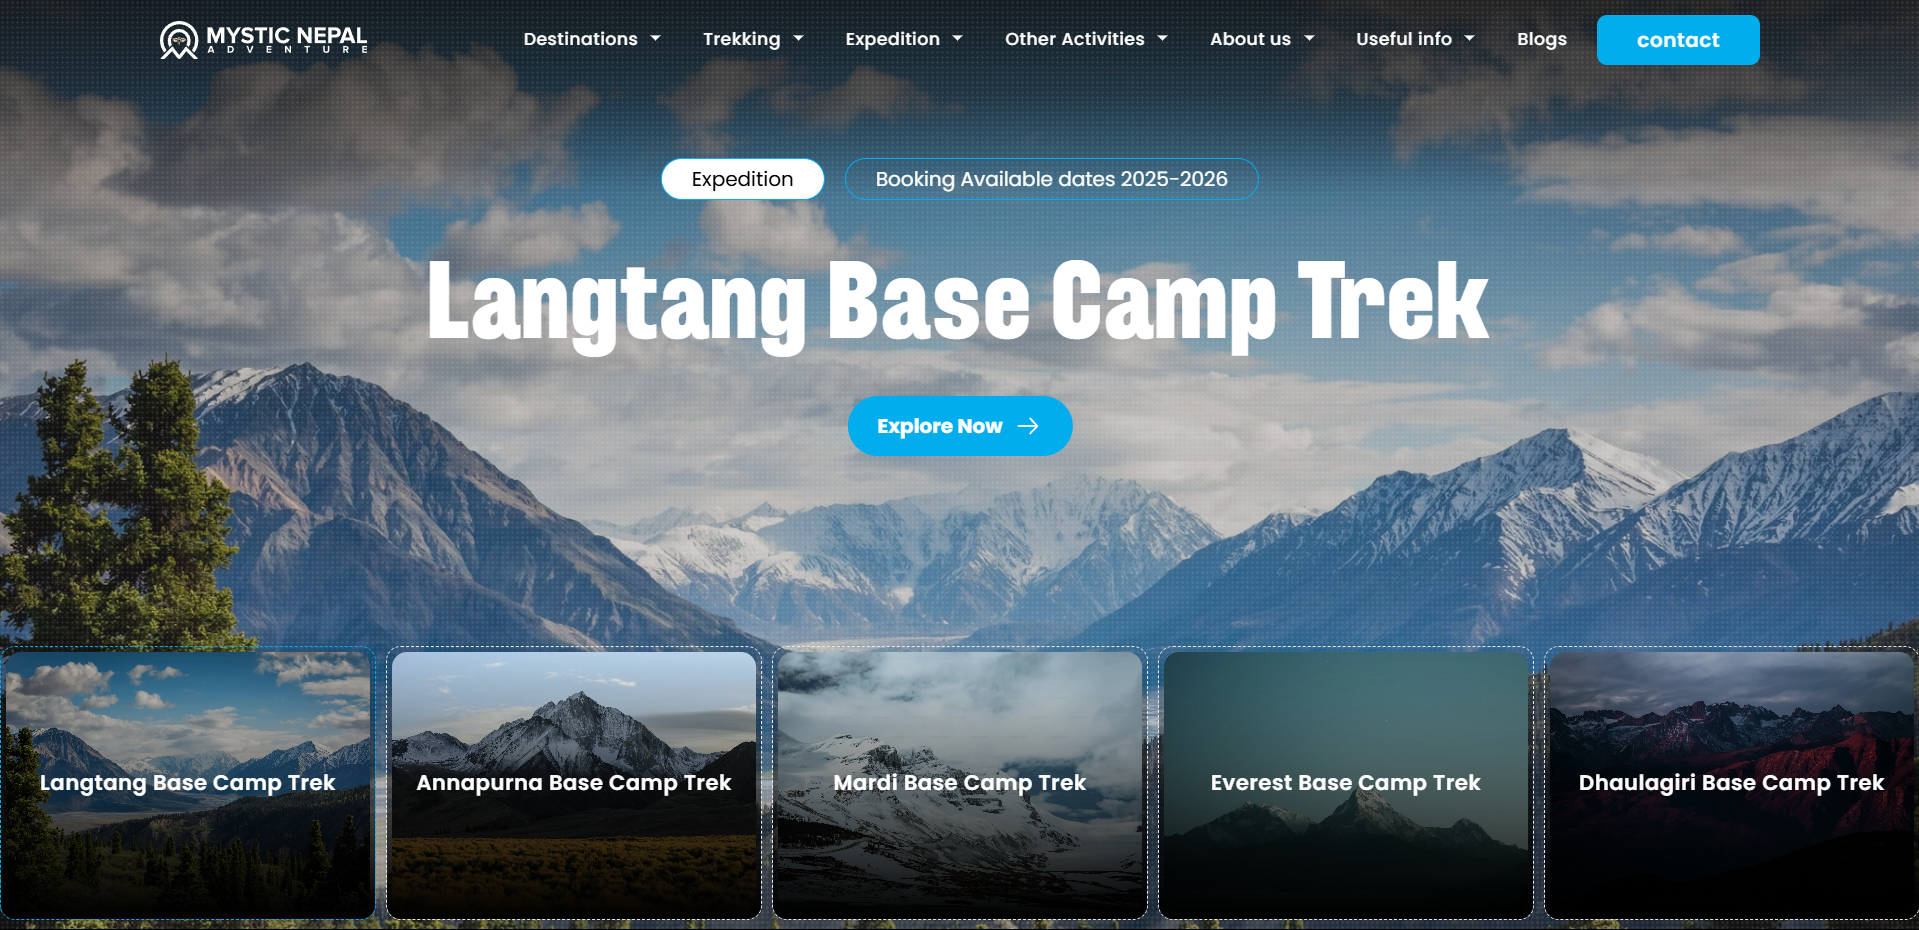 MYSTIC NEPAL
ADVENTURE
Destinations
Trekking
Expedition
Other Activities
About us
Useful info
Blogs
contact
Expedition
Booking Available dates 2025-2026
Langtang Base Camp Trek
Explore Now
Langtang Base Camp Trek
Annapurna Base Camp Trek
Mardi Base Camp Trek
Everest Base Camp Trek
Dhaulagiri Base Camp Trek